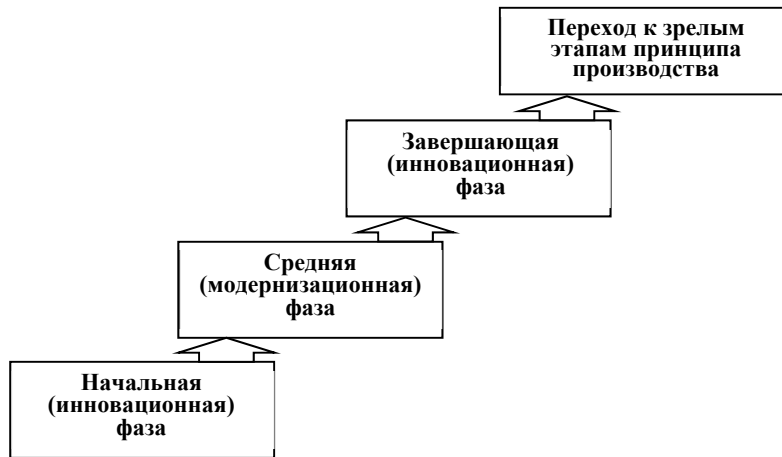 Переход к зрелым
этапам принципа
производства
Завершающая
(инновационная)
фаза
Средняя
(модернизационная)
фаза
Начальная
(инновационная)
фаза